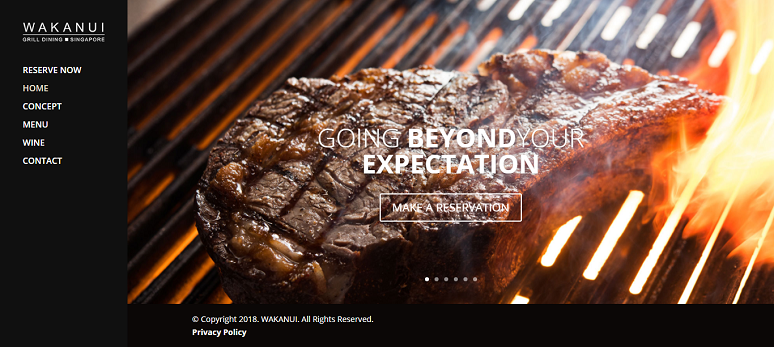 WAKANUI
GRILL DINING ■ SINGAPORE
RESERVE NOW
HOME
CONCEPT
MENU
WINE
CONTACT
GOING BEYONDYOUR
EXPECTATION
MAKE A RESERVATION
© Copyright 2018. WAKANUI. All Rights Reserved.
Privacy Policy